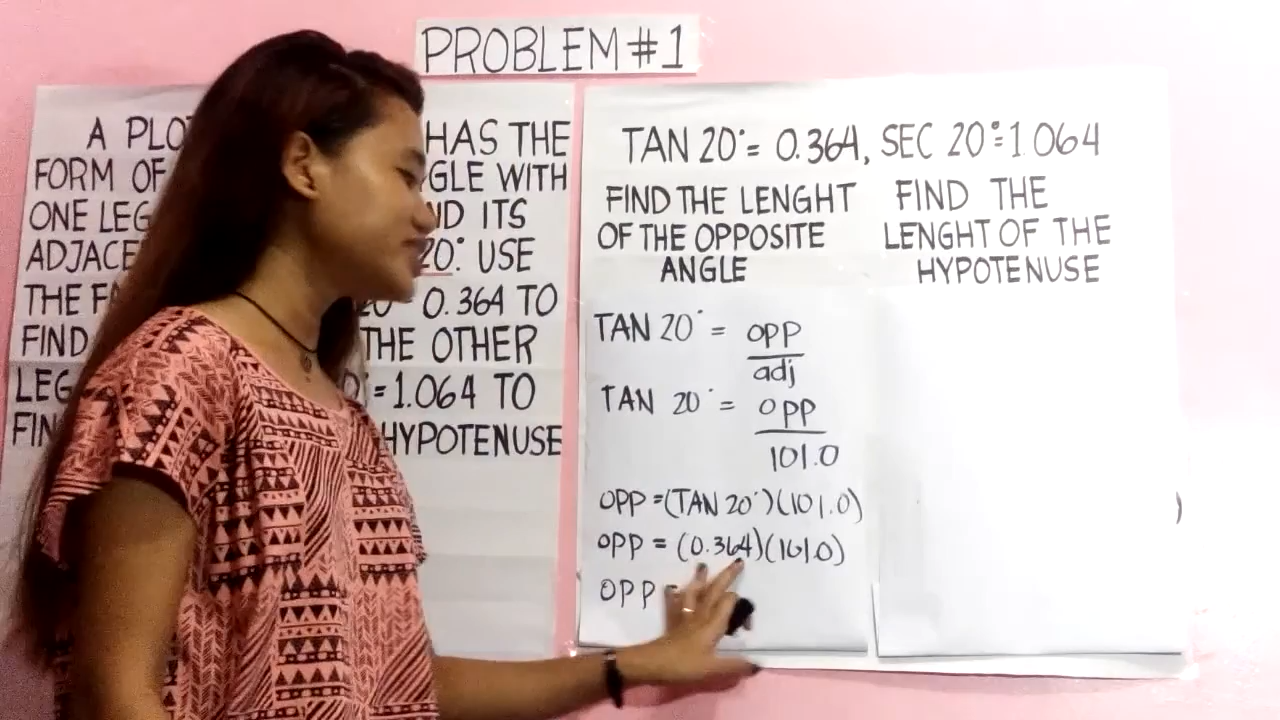 PROBLEM #1
A PLOT HAS THE
FORM OF GLE WITH
ONE LEG ND ITS
ADJACE 20°. USE
THE 20° 0.364 TO
FIND THE OTHER
LEG =1.064 TO
FIN HYPOTENUSE
TAN 20°= 0.364, SEC 20°=1.064
FIND THE LENGHT
OF THE OPPOSITE
ANGLE
TAN 20° = OPP
adj
TAN 20° = OPP
101.0
OPP =(TAN 20°)(101.0)
OPP = (0.364)(101.0)
OPP =
FIND THE
LENGHT OF THE
HYPOTENUSE